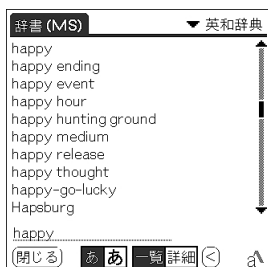 辞書(MS) ▼ 英和辞典
happy
happy ending
happy event
happy hour
happy hunting ground
happy medium
happy release
happy thought
happy-go-lucky
Hapsburg
happy
閉じる あ あ 一覧 詳細 <